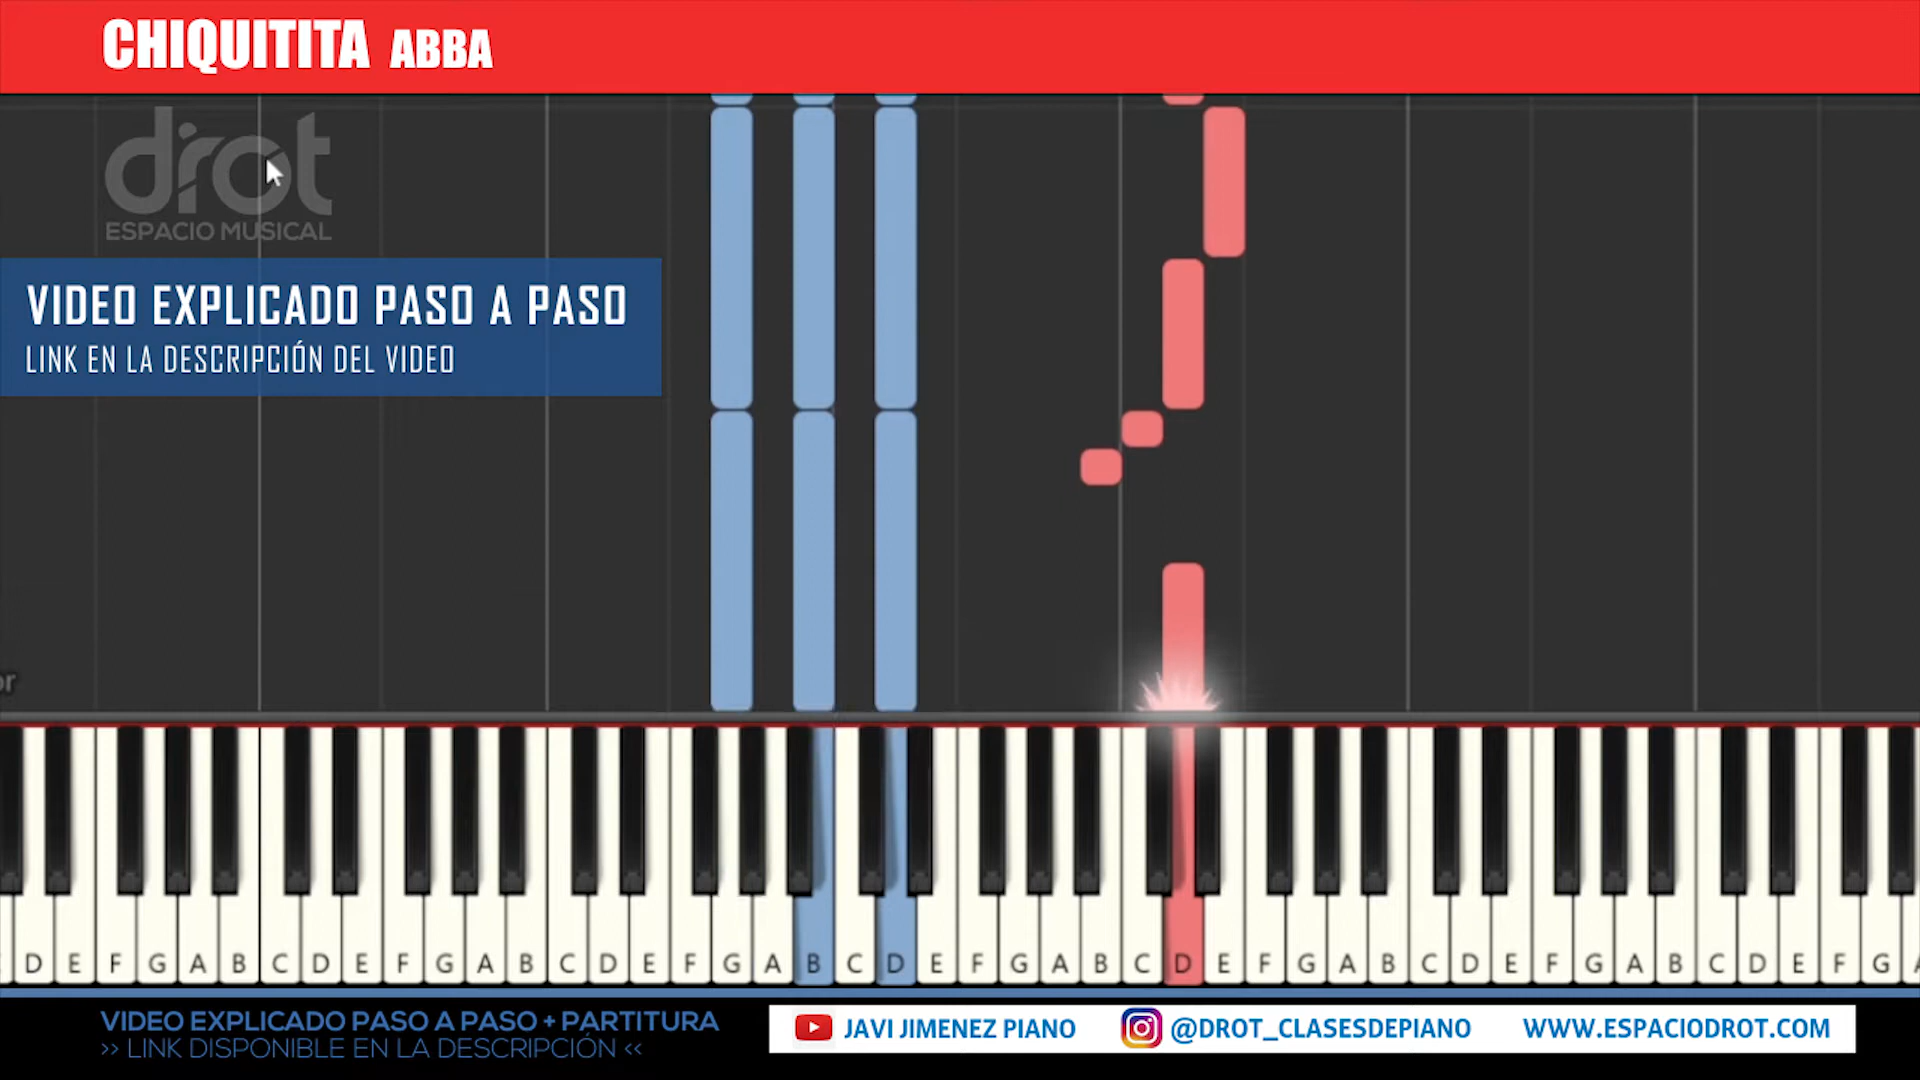 CHIQUITITA ABBA
drot
ESPACIO MUSICAL
VIDEO EXPLICADO PASO A PASO
LINK EN LA DESCRIPCIÓN DEL VIDEO
or
D E F G A B C D E F G A B C D E F G A B C D E F G A B C D E F G A B C D E F G A B C D E F G
VIDEO EXPLICADO PASO A PASO + PARTITURA
>> LINK DISPONIBLE EN LA DESCRIPCIÓN <<
JAVI JIMENEZ PIANO @DROT_CLASESDEPIANO WWW.ESPACIODROT.COM